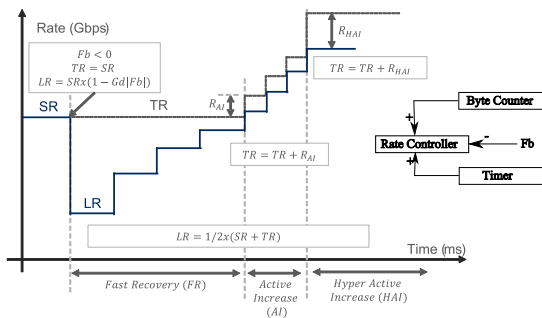 Rate (Gbps)
Fb < 0
TR = SR
LR = SRx(1 − Gd|Fb|)
SR
TR
R_AI
R_HAI
TR = TR + R_HAI
TR = TR + R_AI
LR
LR = 1/2x(SR + TR)
Time (ms)
Fast Recovery (FR)
Active
Increase
(AI)
Hyper Active
Increase (HAI)
Byte Counter
+
Rate Controller
-
Fb
+
Timer